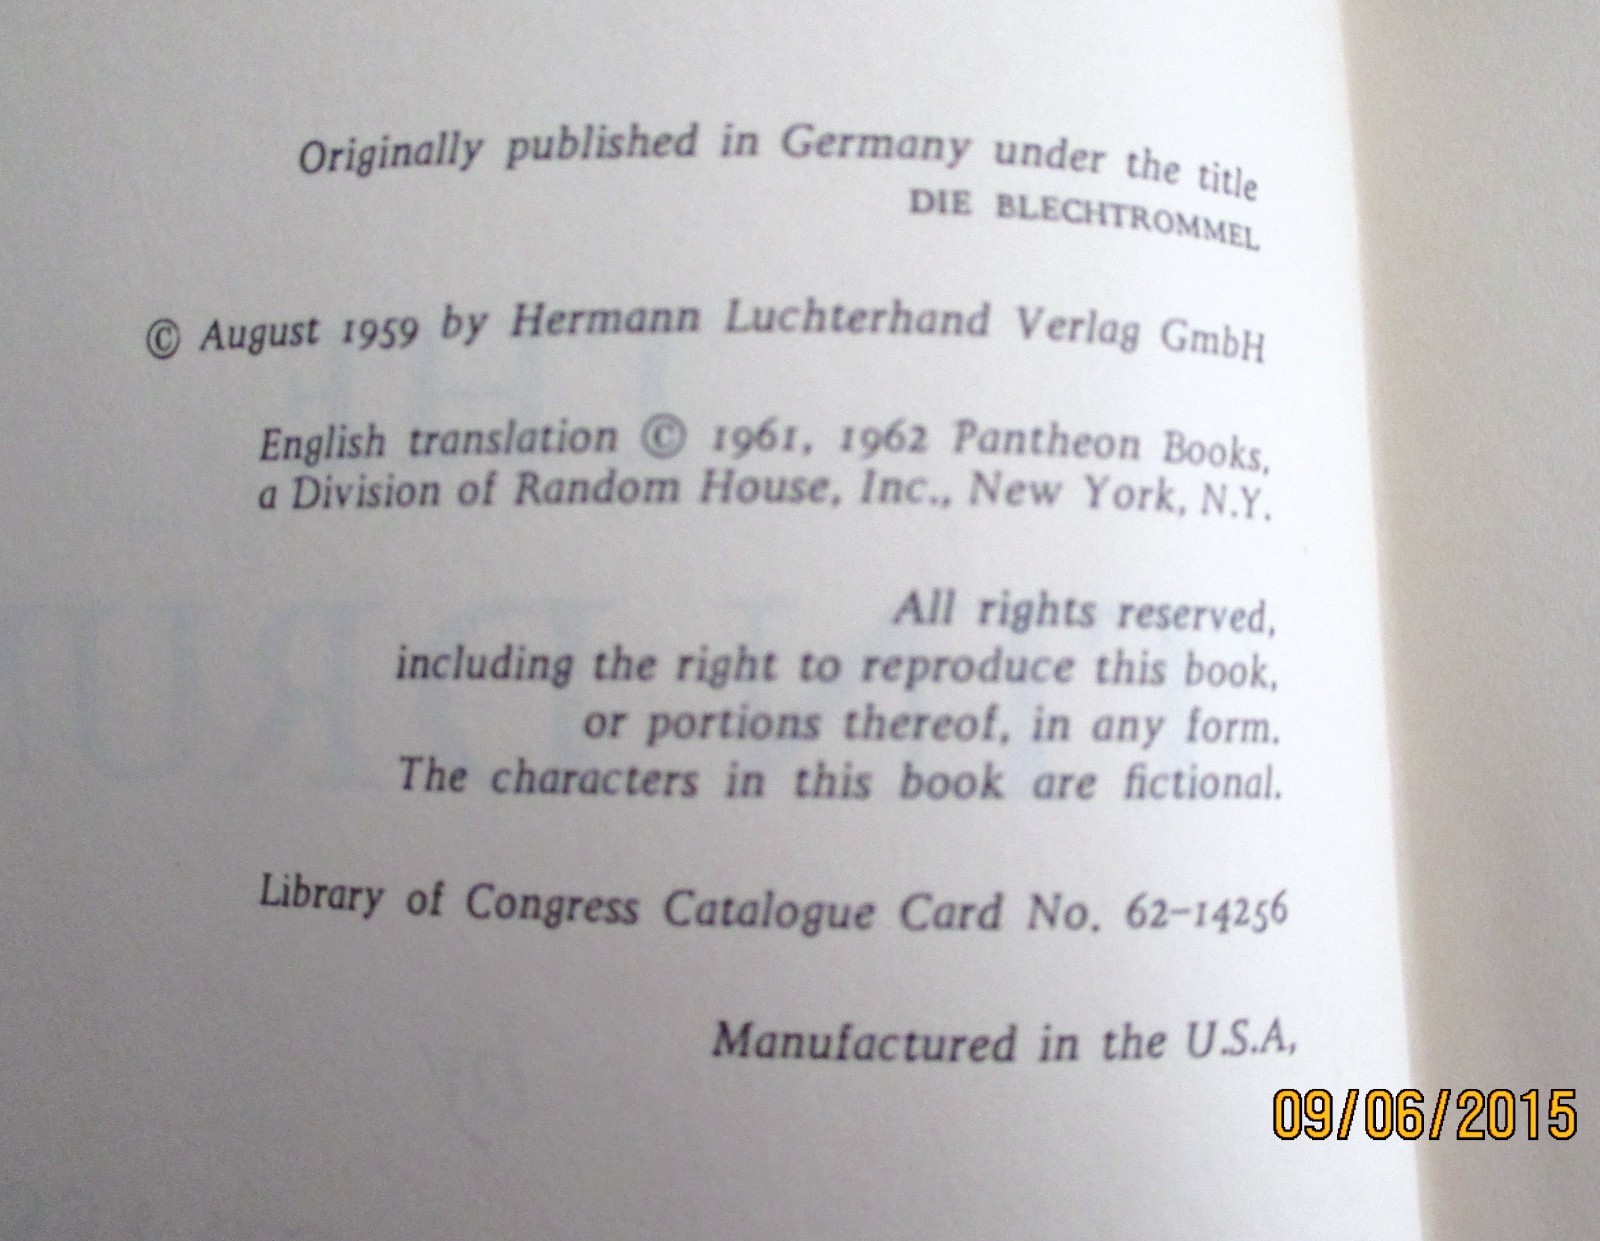 Originally published in Germany under the title
DIE BLECHTROMMEL
© August 1959 by Hermann Luchterhand Verlag GmbH
English translation © 1961, 1962 Pantheon Books,
a Division of Random House, Inc., New York, N.Y.
All rights reserved,
including the right to reproduce this book,
or portions thereof, in any form.
The characters in this book are fictional.
Library of Congress Catalogue Card No. 62-14256
Manufactured in the U.S.A,
09/06/2015